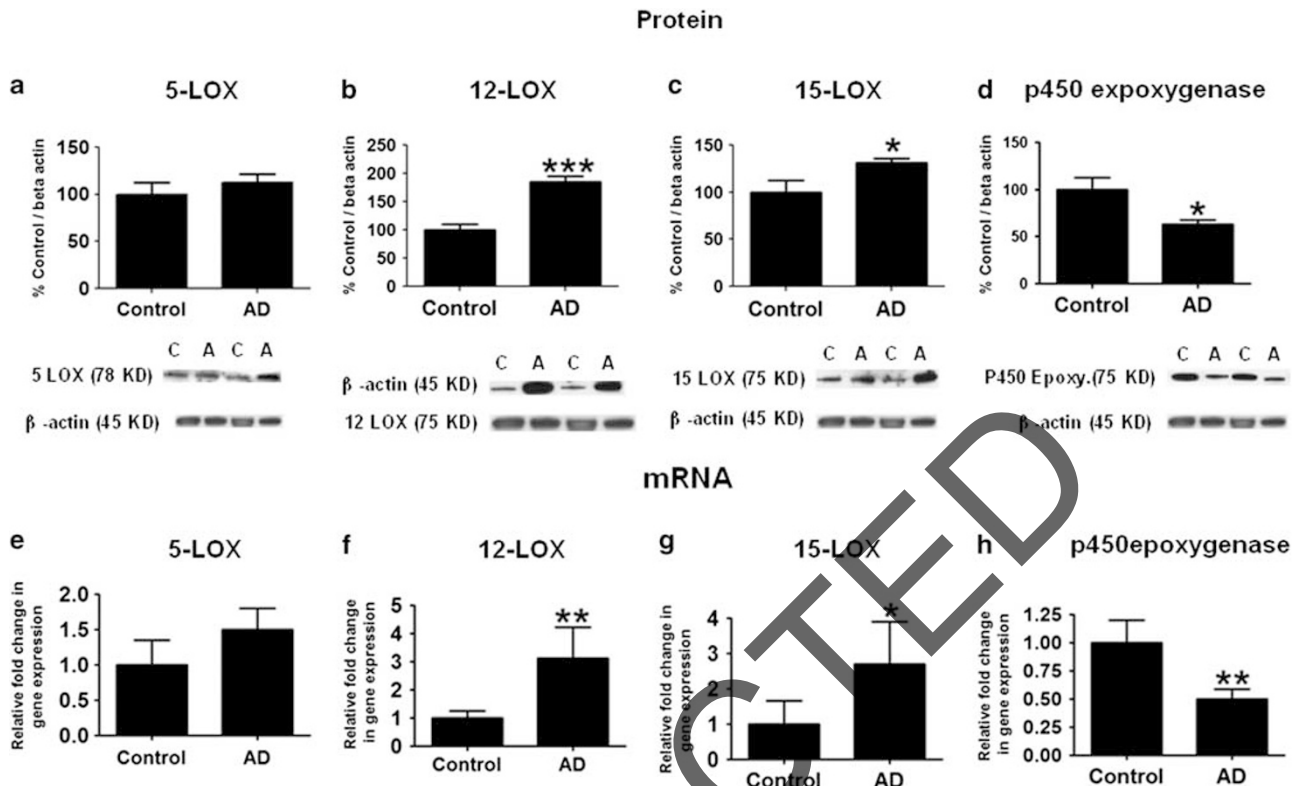 Protein
a 5-LOX
% Control / beta actin
150
100
50
0
Control AD
C A C A
5 LOX (78 KD)
β -actin (45 KD)
b 12-LOX
% Control / beta actin
250
200
150
100
50
0
***
Control AD
C A C A
β -actin (45 KD)
12 LOX (75 KD)
c 15-LOX
% Control / beta actin
150
100
50
0
*
Control AD
C A C A
15 LOX (75 KD)
β -actin (45 KD)
d p450 expoxygenase
% Control / beta actin
150
100
50
0
*
Control AD
C A C A
P450 Epoxy.(75 KD)
β -actin (45 KD)
mRNA
e 5-LOX
Relative fold change in
gene expression
2.0
1.5
1.0
0.5
0.0
Control AD
f 12-LOX
Relative fold change
in gene expression
5
4
3
2
1
0
**
Control AD
g 15-LOX
Relative fold change in
gene expression
4
3
2
1
0
*
Control AD
h p450epoxygenase
Relative fold change
in gene expression
1.25
1.00
0.75
0.50
0.25
0.00
**
Control AD
CTED